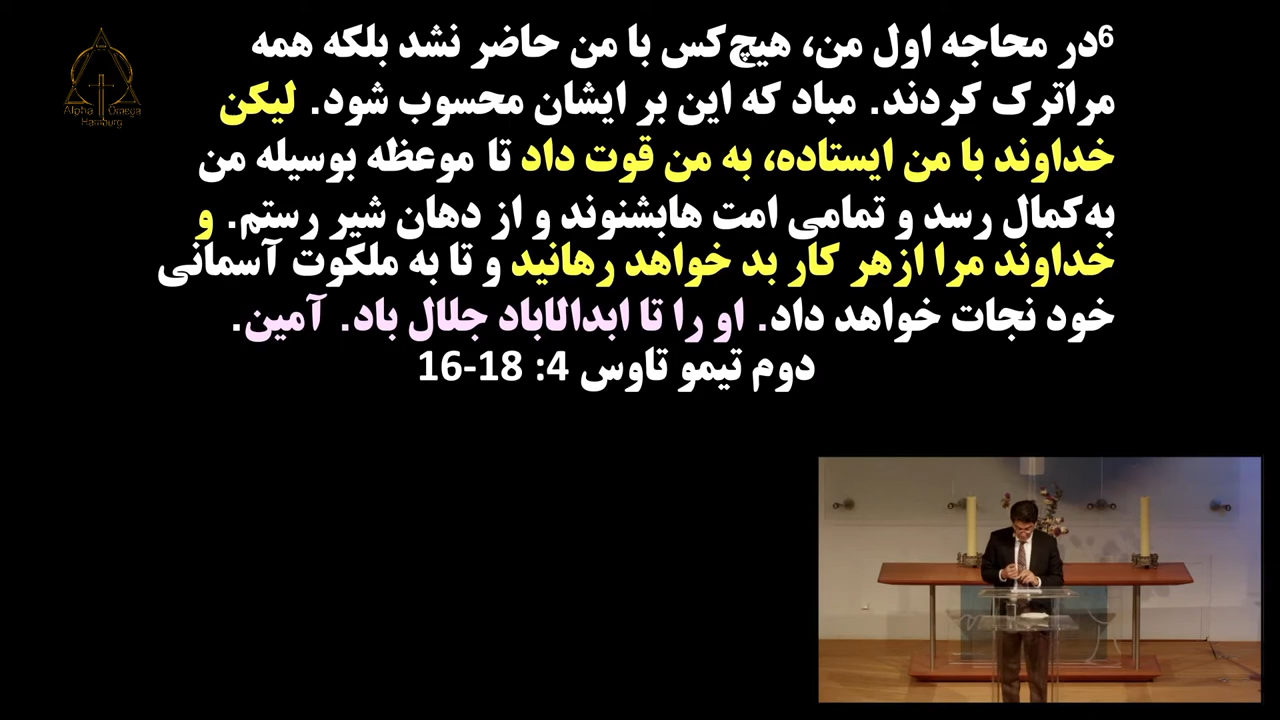 Alpha Omega
Hamburg
6در محاجه اول من، هیچ‌کس با من حاضر نشد بلکه همه
مراترک کردند. مباد که این بر ایشان محسوب شود. لیکن
خداوند با من ایستاده، به من قوت داد تا موعظه بوسیله من
به‌کمال رسد و تمامی امت هابشنوند و از دهان شیر رستم. و
خداوند مرا ازهر کار بد خواهد رهانید و تا به ملکوت آسمانی
خود نجات خواهد داد. او را تا ابدالاباد جلال باد. آمین.
دوم تیمو تاوس 4: 18-16